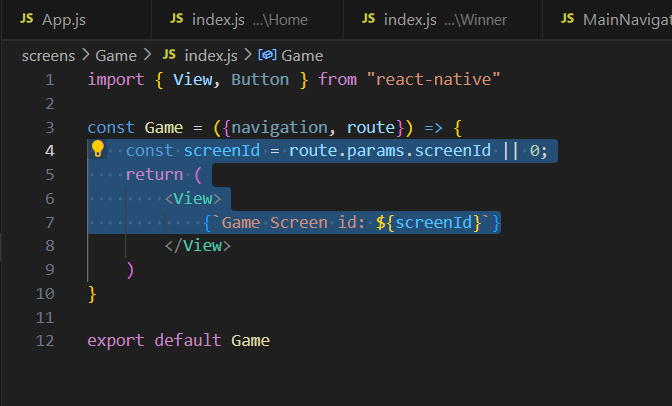 JS App.js JS index.js ...\Home JS index.js ...\Winner JS MainNavigat
screens > Game > JS index.js > Game
1 import { View, Button } from "react-native"
2
3 const Game = ({navigation, route}) => {
4 const screenId = route.params.screenId || 0;
5 return (
6 <View>
7 {`Game Screen id: ${screenId}`}
8 </View>
9 )
10 }
11
12 export default Game